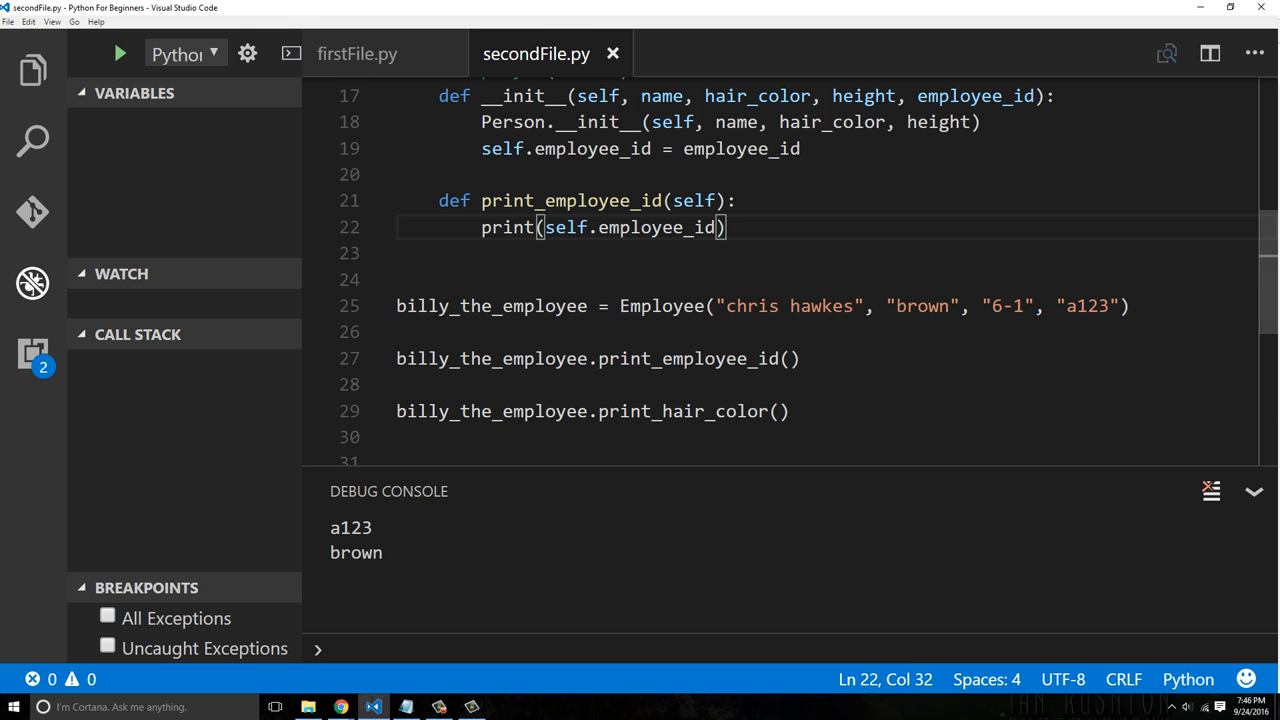 secondFile.py - Python For Beginners - Visual Studio Code
File Edit View Go Help
Pythor
firstFile.py
secondFile.py
VARIABLES
WATCH
CALL STACK
BREAKPOINTS
All Exceptions
Uncaught Exceptions
2
17 def __init__(self, name, hair_color, height, employee_id):
18 Person.__init__(self, name, hair_color, height)
19 self.employee_id = employee_id
20
21 def print_employee_id(self):
22 print(self.employee_id)
23
24
25 billy_the_employee = Employee("chris hawkes", "brown", "6-1", "a123")
26
27 billy_the_employee.print_employee_id()
28
29 billy_the_employee.print_hair_color()
30
31
DEBUG CONSOLE
a123
brown
0 0
Ln 22, Col 32 Spaces: 4 UTF-8 CRLF Python
I'm Cortana. Ask me anything.
7:46 PM
9/24/2016